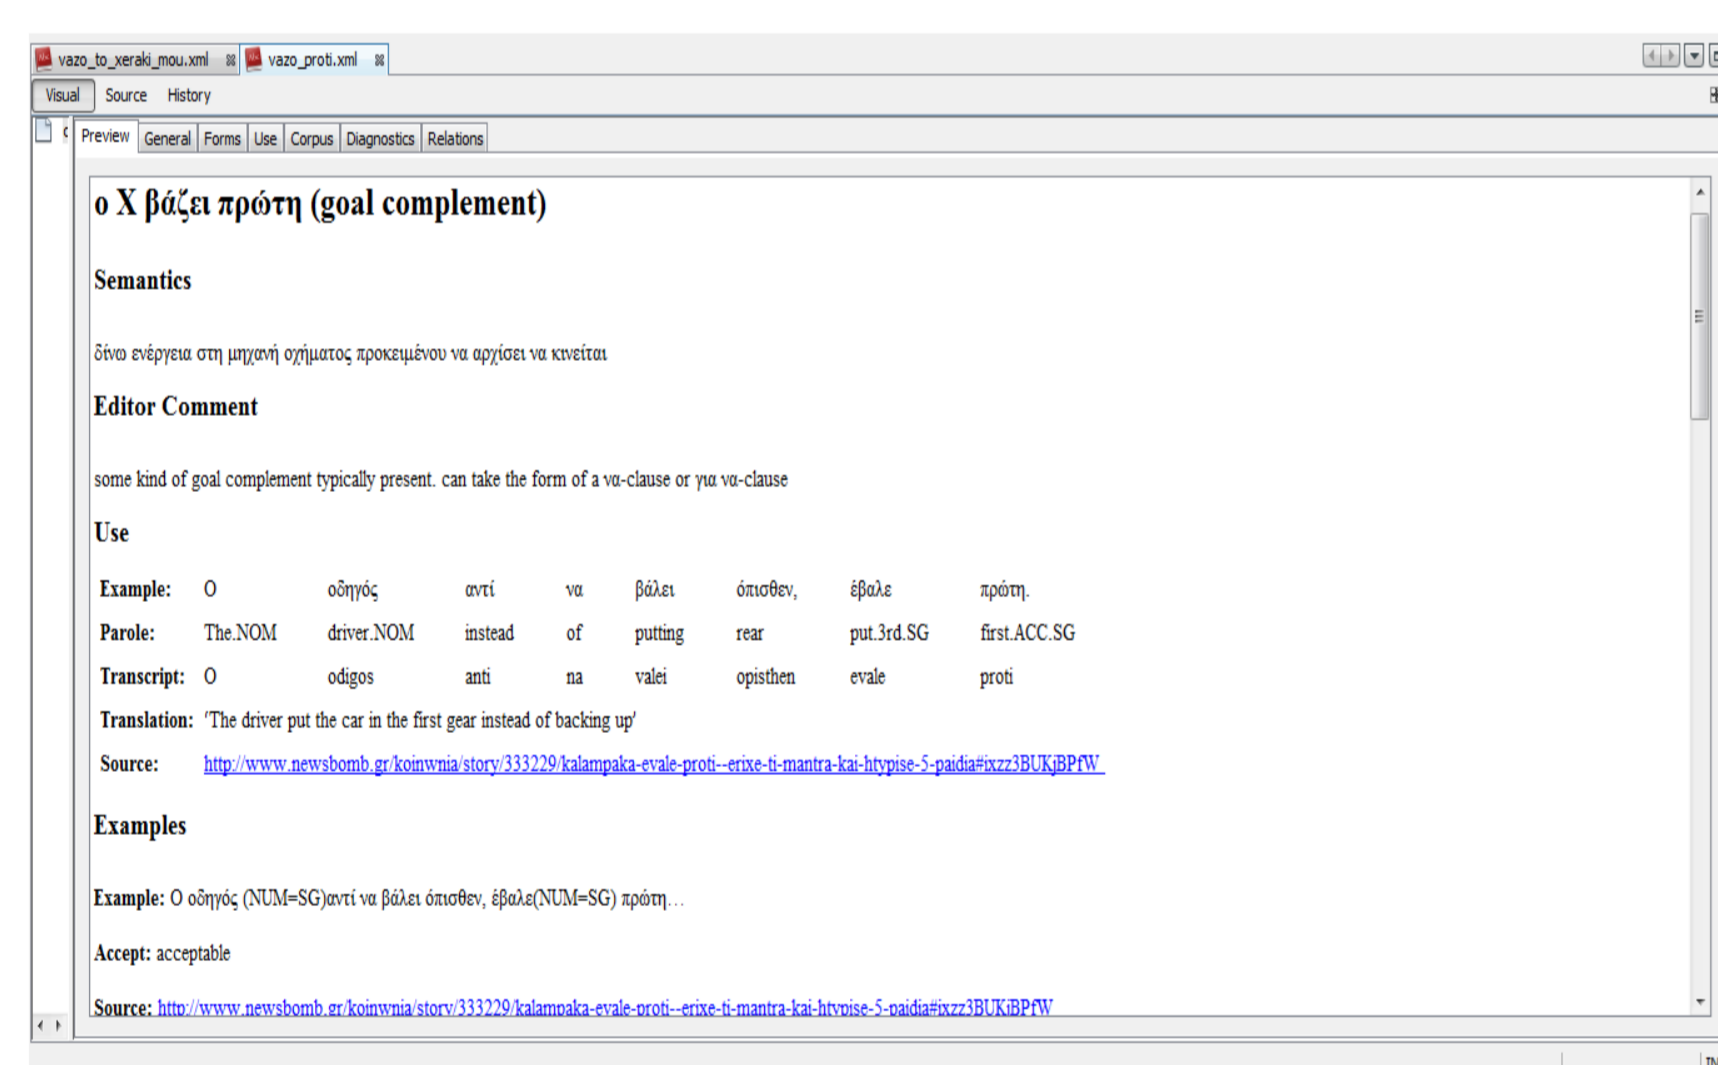 vazo_to_xeraki_mou.xml vazo_proti.xml
Visual Source History
Preview General Forms Use Corpus Diagnostics Relations
ο Χ βάζει πρώτη (goal complement)
Semantics
δίνω ενέργεια στη μηχανή οχήματος προκειμένου να αρχίσει να κινείται
Editor Comment
some kind of goal complement typically present. can take the form of a να-clause or για να-clause
Use
Example: Ο οδηγός αντί να βάλει όπισθεν, έβαλε πρώτη.
Parole: The.NOM driver.NOM instead of putting rear put.3rd.SG first.ACC.SG
Transcript: O odigos anti na valei opisthen evale proti
Translation: 'The driver put the car in the first gear instead of backing up'
Source: http://www.newsbomb.gr/koinwnia/story/333229/kalampaka-evale-proti--erixe-ti-mantra-kai-htypise-5-paidia#ixzz3BUKjBPfW
Examples
Example: Ο οδηγός (NUM=SG)αντί να βάλει όπισθεν, έβαλε(NUM=SG) πρώτη…
Accept: acceptable
Source: http://www.newsbomb.gr/koinwnia/story/333229/kalampaka-evale-proti--erixe-ti-mantra-kai-htypise-5-paidia#ixzz3BUKjBPfW